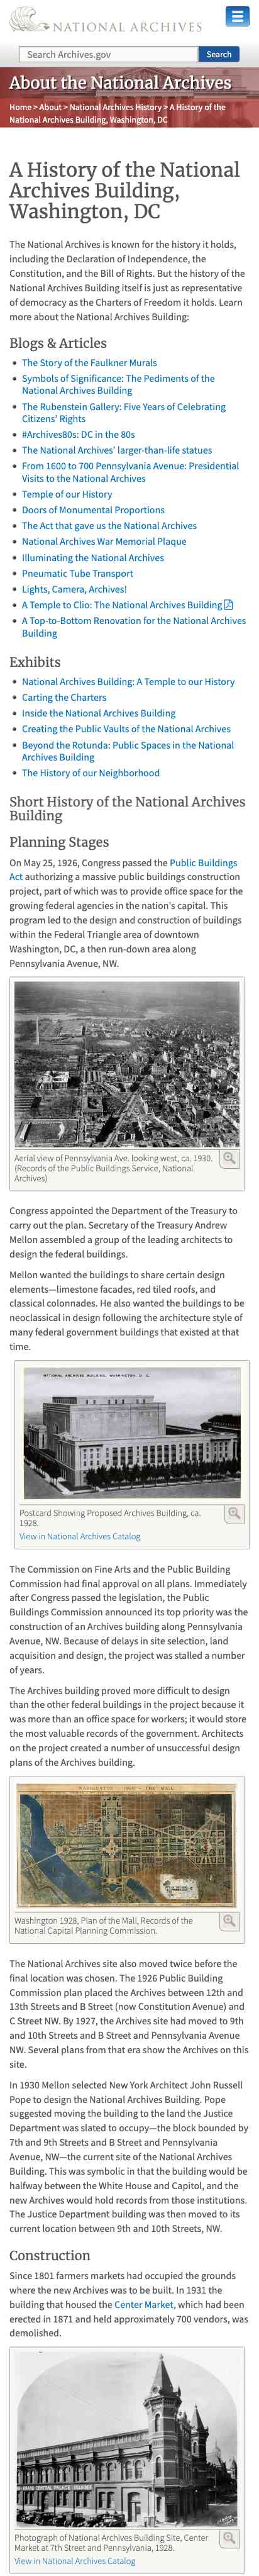 NATIONAL ARCHIVES
Search Archives.gov
Search
About the National Archives
Home > About > National Archives History > A History of the
National Archives Building, Washington, DC
A History of the National
Archives Building,
Washington, DC
The National Archives is known for the history it holds,
including the Declaration of Independence, the
Constitution, and the Bill of Rights. But the history of the
National Archives Building itself is just as representative
of democracy as the Charters of Freedom it holds. Learn
more about the National Archives Building:
Blogs & Articles
The Story of the Faulkner Murals
Symbols of Significance: The Pediments of the
National Archives Building
The Rubenstein Gallery: Five Years of Celebrating
Citizens' Rights
#Archives80s: DC in the 80s
The National Archives' larger-than-life statues
From 1600 to 700 Pennsylvania Avenue: Presidential
Visits to the National Archives
Temple of our History
Doors of Monumental Proportions
The Act that gave us the National Archives
National Archives War Memorial Plaque
Illuminating the National Archives
Pneumatic Tube Transport
Lights, Camera, Archives!
A Temple to Clio: The National Archives Building
A Top-to-Bottom Renovation for the National Archives
Building
Exhibits
National Archives Building: A Temple to our History
Carting the Charters
Inside the National Archives Building
Creating the Public Vaults of the National Archives
Beyond the Rotunda: Public Spaces in the National
Archives Building
The History of our Neighborhood
Short History of the National Archives
Building
Planning Stages
On May 25, 1926, Congress passed the Public Buildings
Act authorizing a massive public buildings construction
project, part of which was to provide office space for the
growing federal agencies in the nation's capital. This
program led to the design and construction of buildings
within the Federal Triangle area of downtown
Washington, DC, a then run-down area along
Pennsylvania Avenue, NW.
Aerial view of Pennsylvania Ave. looking west, ca. 1930.
(Records of the Public Buildings Service, National
Archives)
Congress appointed the Department of the Treasury to
carry out the plan. Secretary of the Treasury Andrew
Mellon assembled a group of the leading architects to
design the federal buildings.
Mellon wanted the buildings to share certain design
elements—limestone facades, red tiled roofs, and
classical colonnades. He also wanted the buildings to be
neoclassical in design following the architecture style of
many federal government buildings that existed at that
time.
NATIONAL ARCHIVES BUILDING, WASHINGTON, D. C.
Postcard Showing Proposed Archives Building, ca.
1928.
View in National Archives Catalog
The Commission on Fine Arts and the Public Building
Commission had final approval on all plans. Immediately
after Congress passed the legislation, the Public
Buildings Commission announced its top priority was the
construction of an Archives building along Pennsylvania
Avenue, NW. Because of delays in site selection, land
acquisition and design, the project was stalled a number
of years.
The Archives building proved more difficult to design
than the other federal buildings in the project because it
was more than an office space for workers; it would store
the most valuable records of the government. Architects
on the project created a number of unsuccessful design
plans of the Archives building.
Washington 1928, Plan of the Mall, Records of the
National Capital Planning Commission.
The National Archives site also moved twice before the
final location was chosen. The 1926 Public Building
Commission plan placed the Archives between 12th and
13th Streets and B Street (now Constitution Avenue) and
C Street NW. By 1927, the Archives site had moved to 9th
and 10th Streets and B Street and Pennsylvania Avenue
NW. Several plans from that era show the Archives on this
site.
In 1930 Mellon selected New York Architect John Russell
Pope to design the National Archives Building. Pope
suggested moving the building to the land the Justice
Department was slated to occupy—the block bounded by
7th and 9th Streets and B Street and Pennsylvania
Avenue, NW—the current site of the National Archives
Building. This was symbolic in that the building would be
halfway between the White House and Capitol, and the
new Archives would hold records from those institutions.
The Justice Department building was then moved to its
current location between 9th and 10th Streets, NW.
Construction
Since 1801 farmers markets had occupied the grounds
where the new Archives was to be built. In 1931 the
building that housed the Center Market, which had been
erected in 1871 and held approximately 700 vendors, was
demolished.
Photograph of National Archives Building Site, Center
Market at 7th Street and Pennsylvania, 1928.
View in National Archives Catalog